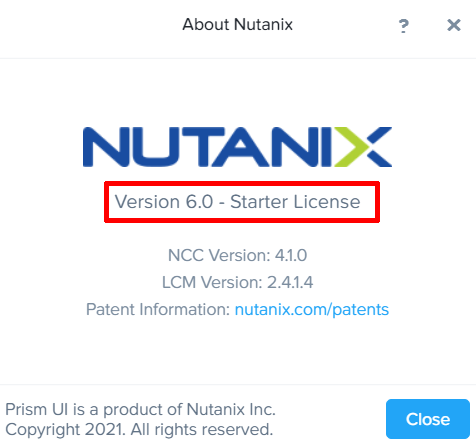 About Nutanix
?
NUTANIX
Version 6.0 - Starter License
NCC Version: 4.1.0
LCM Version: 2.4.1.4
Patent Information: nutanix.com/patents
Prism UI is a product of Nutanix Inc.
Copyright 2021. All rights reserved.
Close